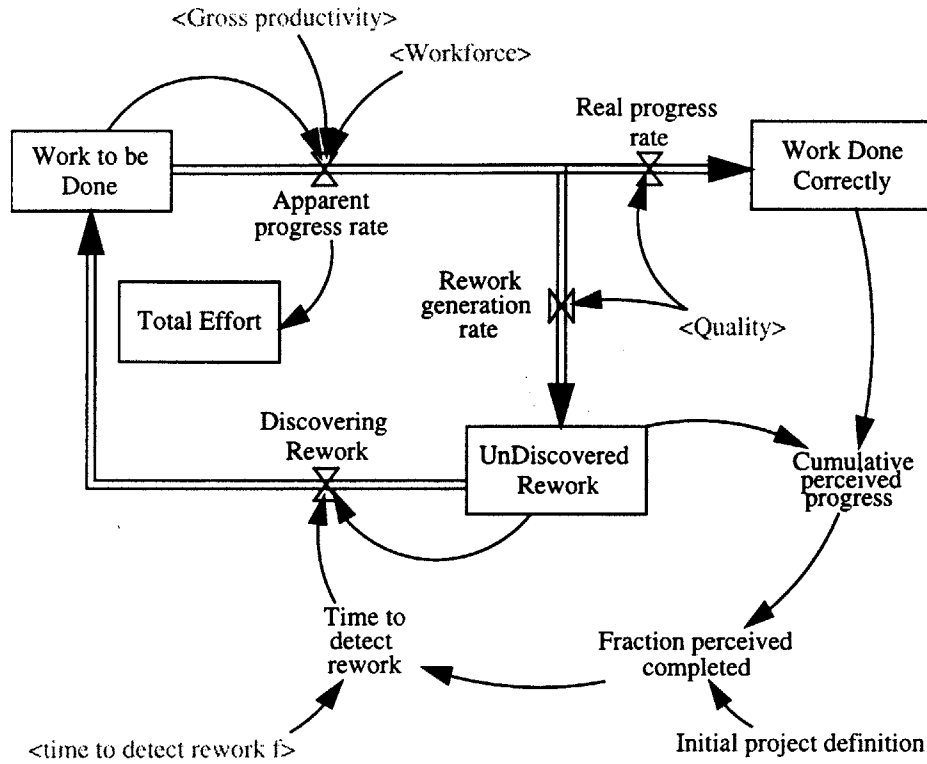 <Gross productivity>
<Workforce>
Real progress
rate
Work to be
Done
Work Done
Correctly
Apparent
progress rate
Total Effort
Rework
generation
rate
<Quality>
Discovering
Rework
UnDiscovered
Rework
Cumulative
perceived
progress
Time to
detect
rework
Fraction perceived
completed
<time to detect rework f>
Initial project definition